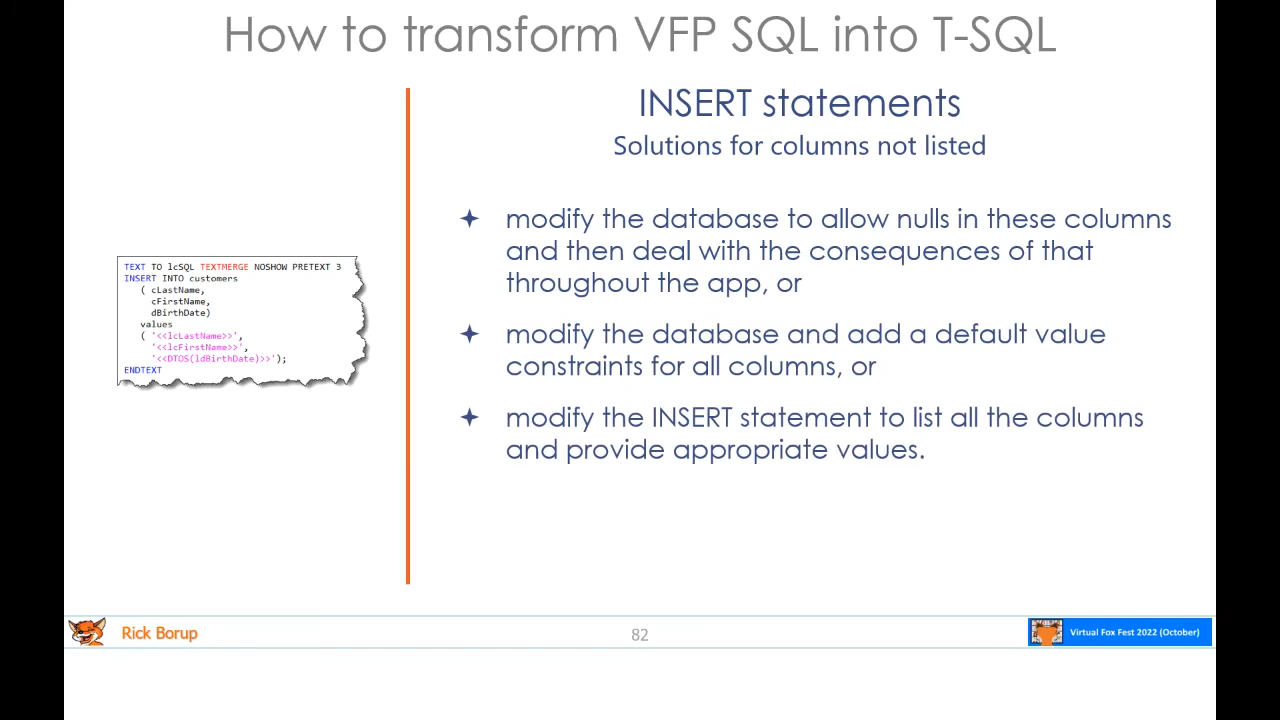 How to transform VFP SQL into T-SQL
TEXT TO lcSQL TEXTMERGE NOSHOW PRETEXT 3
INSERT INTO customers
( cLastName,
cFirstName,
dBirthDate)
values
( '<<lcLastName>>',
'<<lcFirstName>>',
'<<DTOS(ldBirthDate)>>');
ENDTEXT
INSERT statements
Solutions for columns not listed
modify the database to allow nulls in these columns
and then deal with the consequences of that
throughout the app, or
modify the database and add a default value
constraints for all columns, or
modify the INSERT statement to list all the columns
and provide appropriate values.
Rick Borup
82
Virtual Fox Fest 2022 (October)